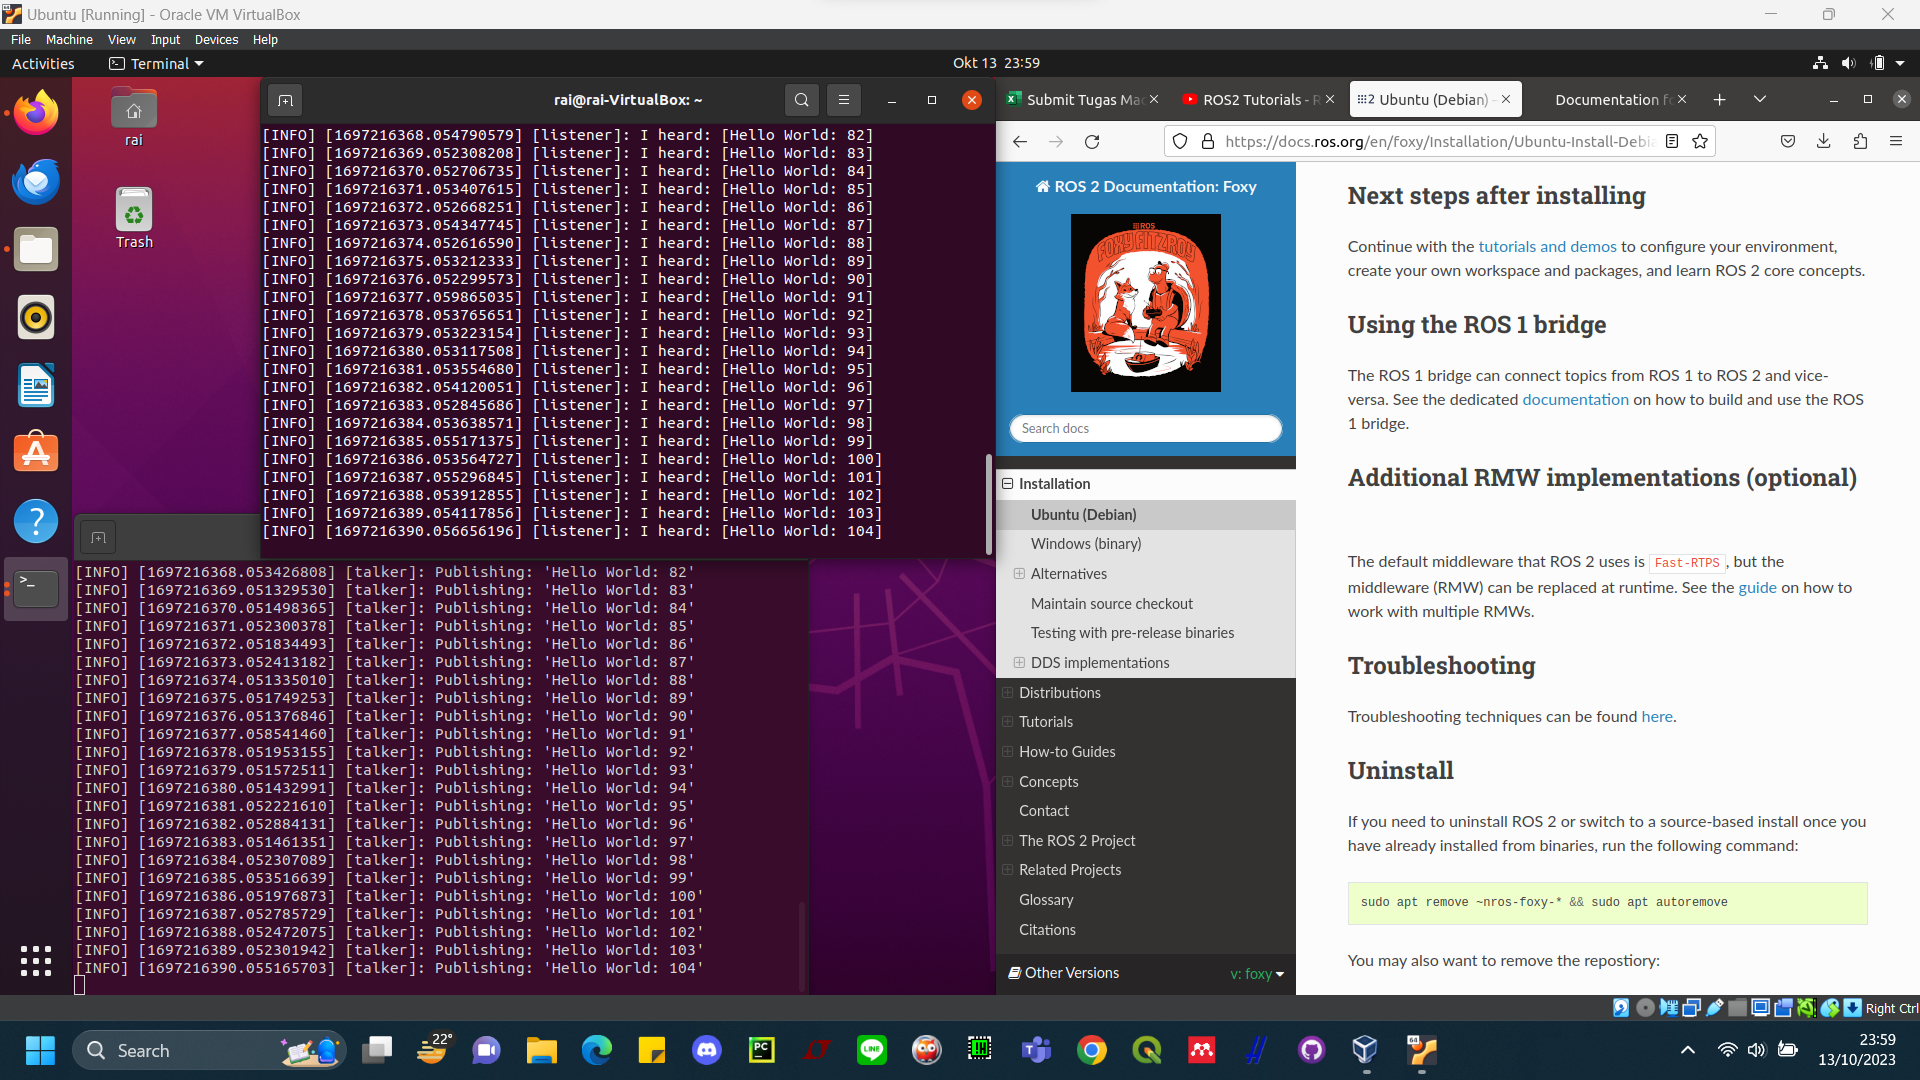 Ubuntu [Running] - Oracle VM VirtualBox
File Machine View Input Devices Help
Activities Terminal Okt 13 23:59
rai
Trash
rai@rai-VirtualBox: ~
[INFO] [1697216368.054790579] [listener]: I heard: [Hello World: 82]
[INFO] [1697216369.052308208] [listener]: I heard: [Hello World: 83]
[INFO] [1697216370.052706735] [listener]: I heard: [Hello World: 84]
[INFO] [1697216371.053407615] [listener]: I heard: [Hello World: 85]
[INFO] [1697216372.052668251] [listener]: I heard: [Hello World: 86]
[INFO] [1697216373.054347745] [listener]: I heard: [Hello World: 87]
[INFO] [1697216374.052616590] [listener]: I heard: [Hello World: 88]
[INFO] [1697216375.053212333] [listener]: I heard: [Hello World: 89]
[INFO] [1697216376.052299573] [listener]: I heard: [Hello World: 90]
[INFO] [1697216377.059865035] [listener]: I heard: [Hello World: 91]
[INFO] [1697216378.053765651] [listener]: I heard: [Hello World: 92]
[INFO] [1697216379.053223154] [listener]: I heard: [Hello World: 93]
[INFO] [1697216380.053117508] [listener]: I heard: [Hello World: 94]
[INFO] [1697216381.053554680] [listener]: I heard: [Hello World: 95]
[INFO] [1697216382.054120051] [listener]: I heard: [Hello World: 96]
[INFO] [1697216383.052845686] [listener]: I heard: [Hello World: 97]
[INFO] [1697216384.053638571] [listener]: I heard: [Hello World: 98]
[INFO] [1697216385.055171375] [listener]: I heard: [Hello World: 99]
[INFO] [1697216386.053564727] [listener]: I heard: [Hello World: 100]
[INFO] [1697216387.055296845] [listener]: I heard: [Hello World: 101]
[INFO] [1697216388.053912855] [listener]: I heard: [Hello World: 102]
[INFO] [1697216389.054117856] [listener]: I heard: [Hello World: 103]
[INFO] [1697216390.056656196] [listener]: I heard: [Hello World: 104]
[INFO] [1697216368.053426808] [talker]: Publishing: 'Hello World: 82'
[INFO] [1697216369.051329530] [talker]: Publishing: 'Hello World: 83'
[INFO] [1697216370.051498365] [talker]: Publishing: 'Hello World: 84'
[INFO] [1697216371.052300378] [talker]: Publishing: 'Hello World: 85'
[INFO] [1697216372.051834493] [talker]: Publishing: 'Hello World: 86'
[INFO] [1697216373.052413182] [talker]: Publishing: 'Hello World: 87'
[INFO] [1697216374.051335010] [talker]: Publishing: 'Hello World: 88'
[INFO] [1697216375.051749253] [talker]: Publishing: 'Hello World: 89'
[INFO] [1697216376.051376846] [talker]: Publishing: 'Hello World: 90'
[INFO] [1697216377.058541460] [talker]: Publishing: 'Hello World: 91'
[INFO] [1697216378.051953155] [talker]: Publishing: 'Hello World: 92'
[INFO] [1697216379.051572511] [talker]: Publishing: 'Hello World: 93'
[INFO] [1697216380.051432991] [talker]: Publishing: 'Hello World: 94'
[INFO] [1697216381.052221610] [talker]: Publishing: 'Hello World: 95'
[INFO] [1697216382.052884131] [talker]: Publishing: 'Hello World: 96'
[INFO] [1697216383.051461351] [talker]: Publishing: 'Hello World: 97'
[INFO] [1697216384.052307089] [talker]: Publishing: 'Hello World: 98'
[INFO] [1697216385.053516639] [talker]: Publishing: 'Hello World: 99'
[INFO] [1697216386.051976873] [talker]: Publishing: 'Hello World: 100'
[INFO] [1697216387.052785729] [talker]: Publishing: 'Hello World: 101'
[INFO] [1697216388.052472075] [talker]: Publishing: 'Hello World: 102'
[INFO] [1697216389.052301942] [talker]: Publishing: 'Hello World: 103'
[INFO] [1697216390.055165703] [talker]: Publishing: 'Hello World: 104'
Submit Tugas Ma ROS2 Tutorials - R Ubuntu (Debian) - Documentation fo
https://docs.ros.org/en/foxy/Installation/Ubuntu-Install-Debia
ROS 2 Documentation: Foxy
ROS
FOXY FITZROY
Search docs
Installation
Ubuntu (Debian)
Windows (binary)
Alternatives
Maintain source checkout
Testing with pre-release binaries
DDS implementations
Distributions
Tutorials
How-to Guides
Concepts
Contact
The ROS 2 Project
Related Projects
Glossary
Citations
Other Versions v: foxy
Next steps after installing
Continue with the tutorials and demos to configure your environment,
create your own workspace and packages, and learn ROS 2 core concepts.
Using the ROS 1 bridge
The ROS 1 bridge can connect topics from ROS 1 to ROS 2 and vice-
versa. See the dedicated documentation on how to build and use the ROS
1 bridge.
Additional RMW implementations (optional)
The default middleware that ROS 2 uses is Fast-RTPS, but the
middleware (RMW) can be replaced at runtime. See the guide on how to
work with multiple RMWs.
Troubleshooting
Troubleshooting techniques can be found here.
Uninstall
If you need to uninstall ROS 2 or switch to a source-based install once you
have already installed from binaries, run the following command:
sudo apt remove ~nros-foxy-* && sudo apt autoremove
You may also want to remove the repostiory:
Right Ctrl
Search
22°
23:59
13/10/2023